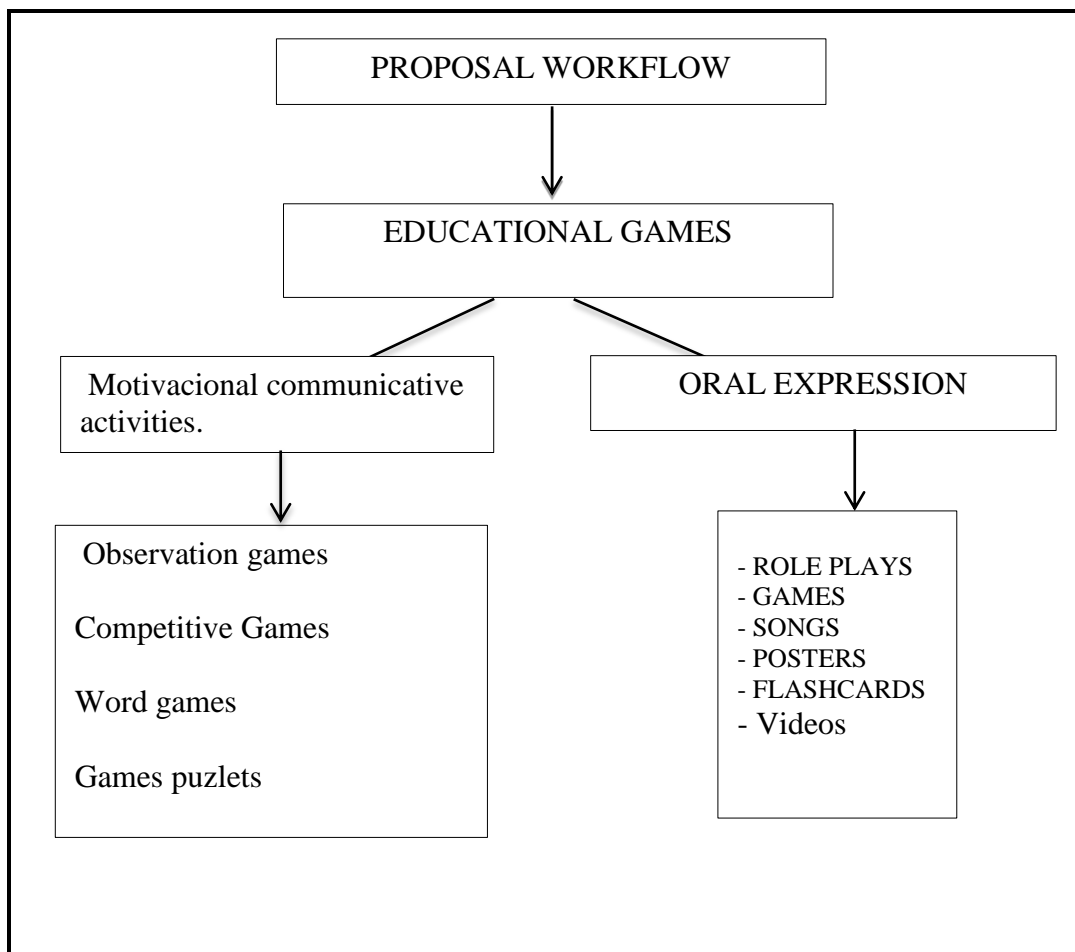 PROPOSAL WORKFLOW
EDUCATIONAL GAMES
Motivacional communicative
activities.
ORAL EXPRESSION
Observation games
Competitive Games
Word games
Games puzlets
- ROLE PLAYS
- GAMES
- SONGS
- POSTERS
- FLASHCARDS
- Videos